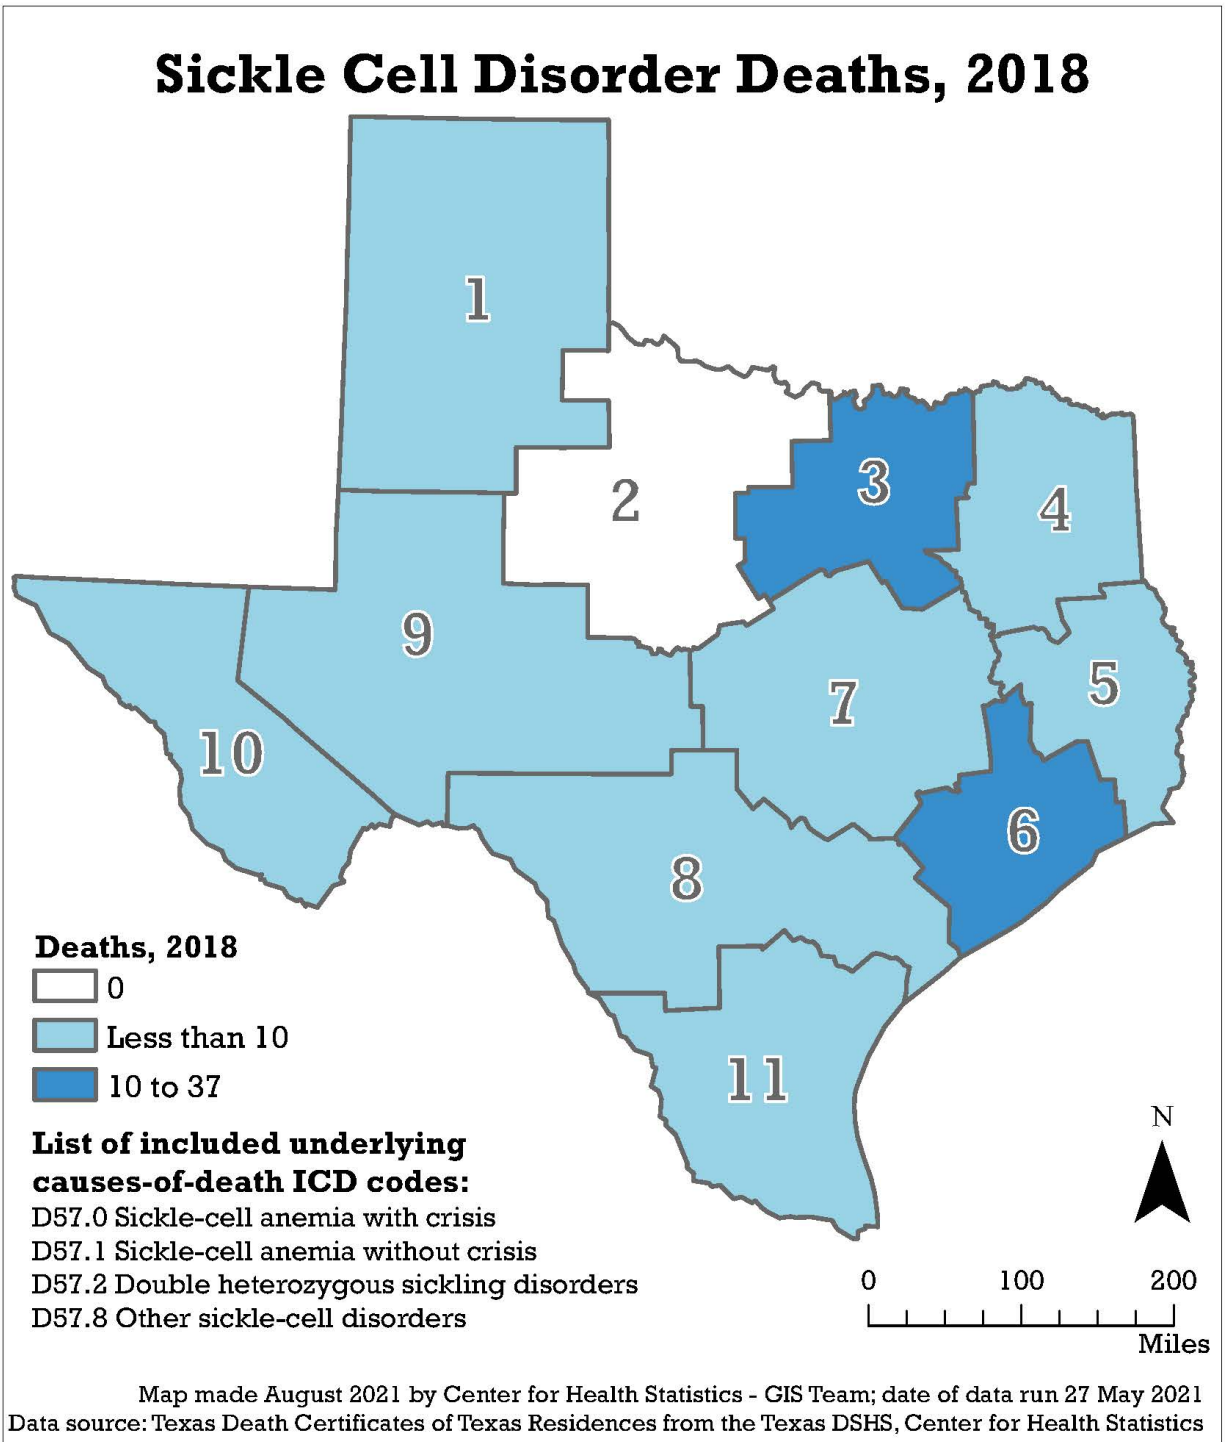 Sickle Cell Disorder Deaths, 2018
1
2
3
4
5
6
7
8
9
10
11
Deaths, 2018
0
Less than 10
10 to 37
List of included underlying
causes-of-death ICD codes:
D57.0 Sickle-cell anemia with crisis
D57.1 Sickle-cell anemia without crisis
D57.2 Double heterozygous sickling disorders
D57.8 Other sickle-cell disorders
N
0 100 200
Miles
Map made August 2021 by Center for Health Statistics - GIS Team; date of data run 27 May 2021
Data source: Texas Death Certificates of Texas Residences from the Texas DSHS, Center for Health Statistics